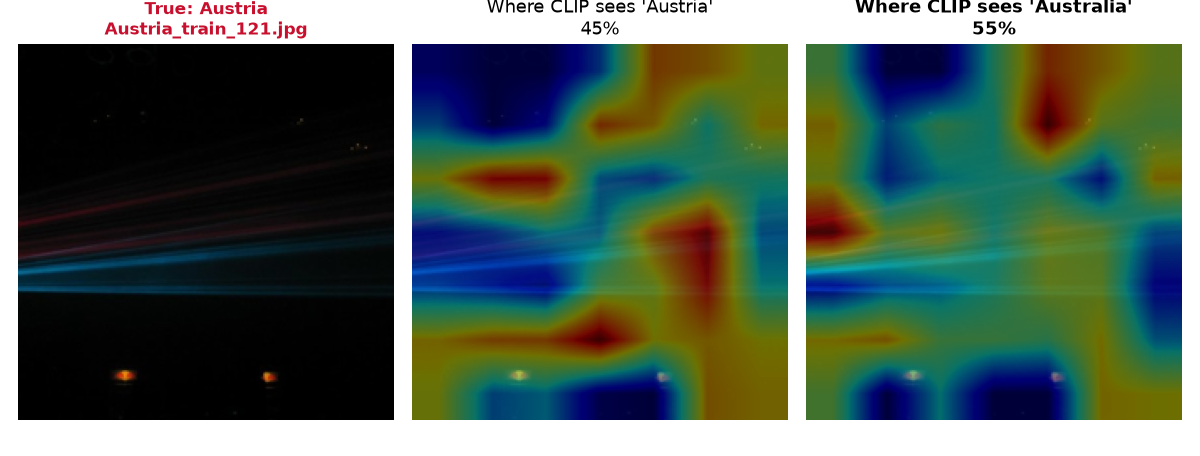 True: Austria
Austria_train_121.jpg
Where CLIP sees 'Austria'
45%
Where CLIP sees 'Australia'
55%